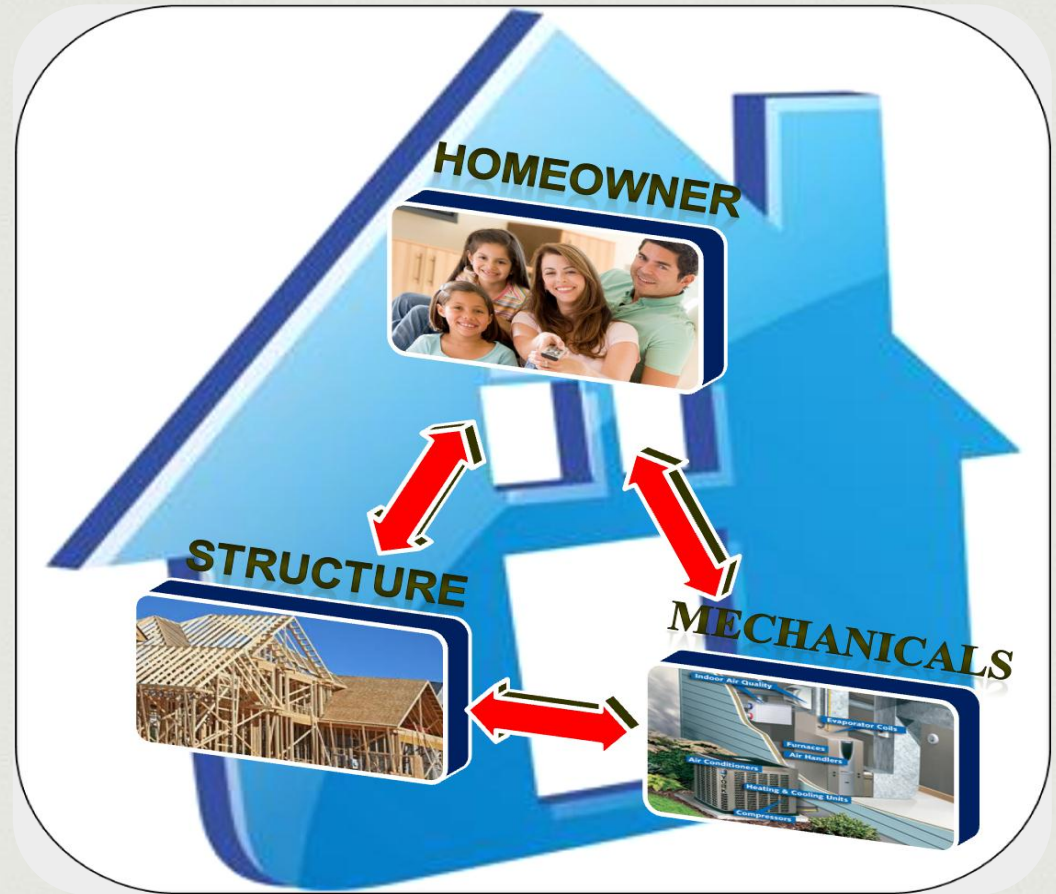 HOMEOWNER
STRUCTURE
MECHANICALS
Indoor Air Quality
Evaporator Coils
Furnaces
Air Handlers
Air Conditioners
Heating & Cooling Units
Compressors